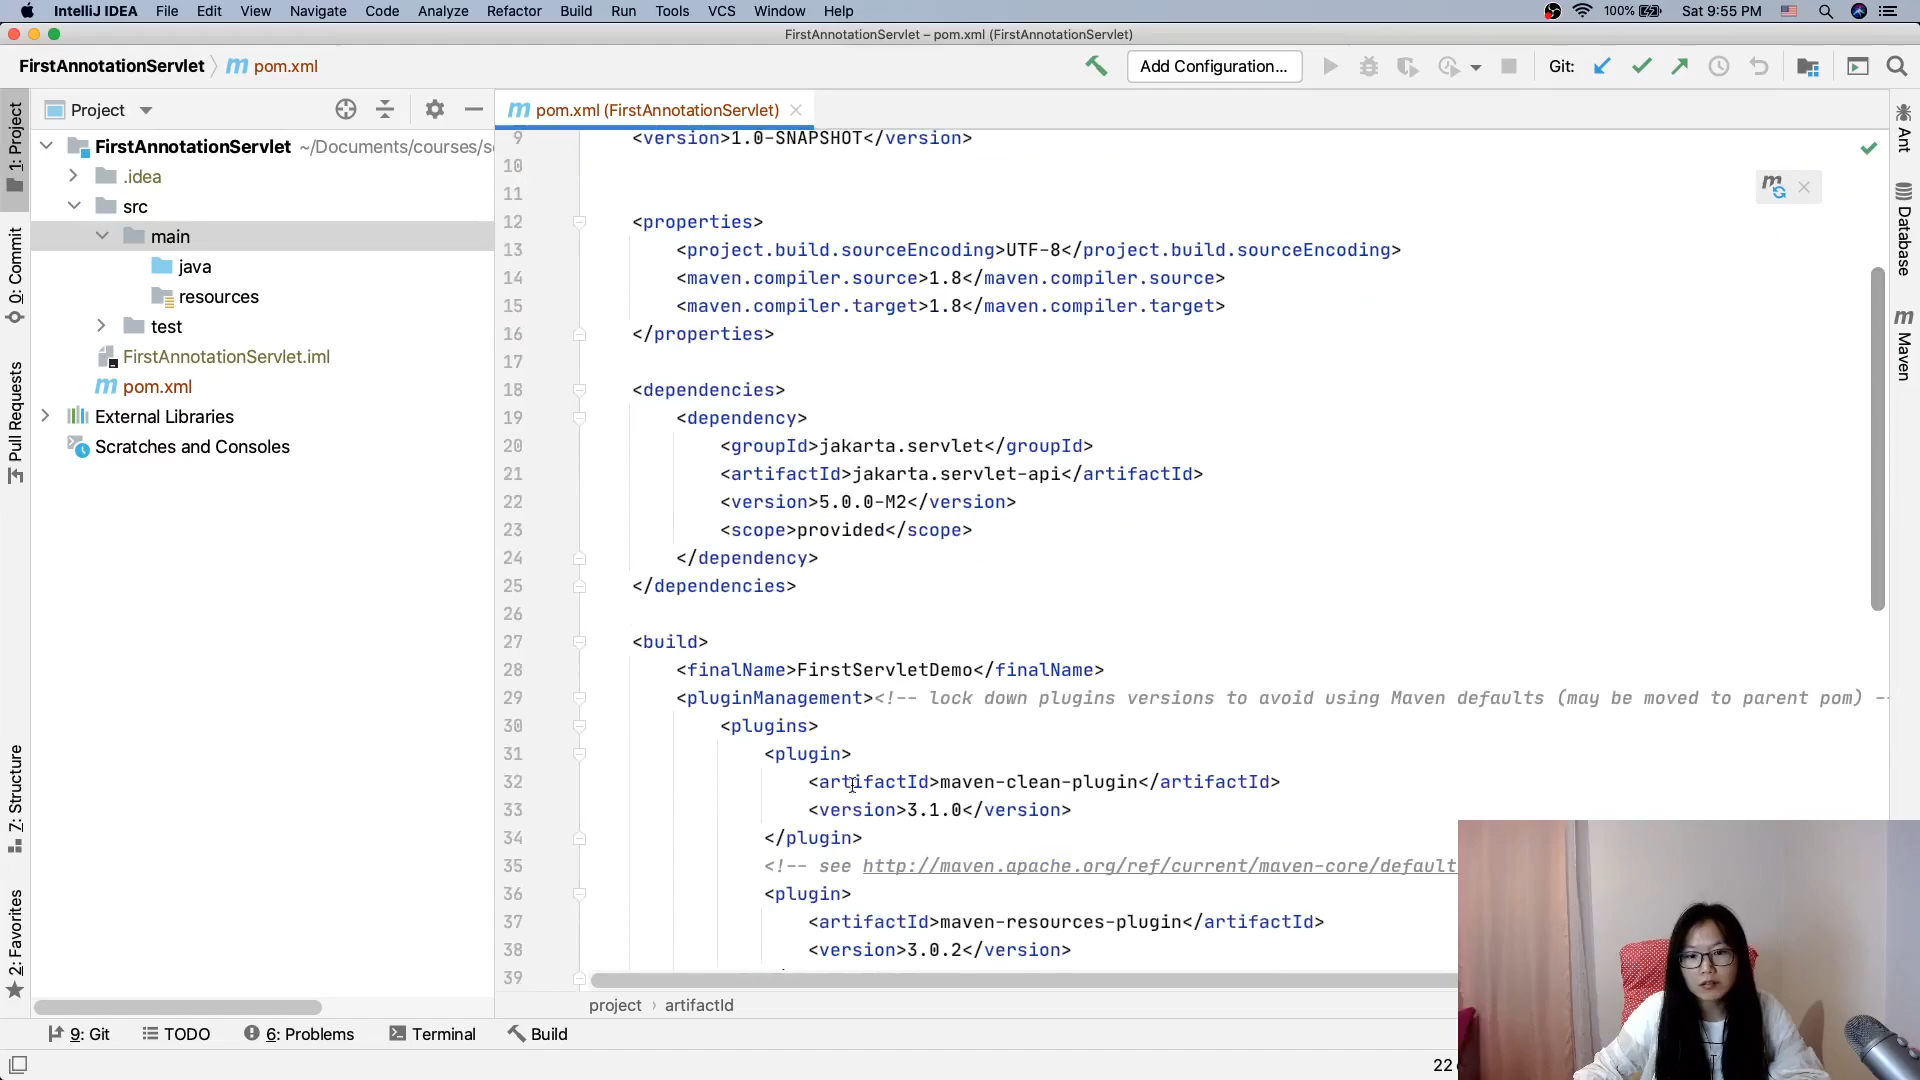 IntelliJ IDEA File Edit View Navigate Code Analyze Refactor Build Run Tools VCS Window Help 100% Sat 9:55 PM
FirstAnnotationServlet – pom.xml (FirstAnnotationServlet)
FirstAnnotationServlet pom.xml Add Configuration... Git:
Project pom.xml (FirstAnnotationServlet)
FirstAnnotationServlet ~/Documents/courses/s
.idea
src
main
java
resources
test
FirstAnnotationServlet.iml
pom.xml
External Libraries
Scratches and Consoles
1: Project
0: Commit
Pull Requests
7: Structure
2: Favorites
9 <version>1.0-SNAPSHOT</version>
10
11
12 <properties>
13 <project.build.sourceEncoding>UTF-8</project.build.sourceEncoding>
14 <maven.compiler.source>1.8</maven.compiler.source>
15 <maven.compiler.target>1.8</maven.compiler.target>
16 </properties>
17
18 <dependencies>
19 <dependency>
20 <groupId>jakarta.servlet</groupId>
21 <artifactId>jakarta.servlet-api</artifactId>
22 <version>5.0.0-M2</version>
23 <scope>provided</scope>
24 </dependency>
25 </dependencies>
26
27 <build>
28 <finalName>FirstServletDemo</finalName>
29 <pluginManagement><!-- lock down plugins versions to avoid using Maven defaults (may be moved to parent pom) -
30 <plugins>
31 <plugin>
32 <artifactId>maven-clean-plugin</artifactId>
33 <version>3.1.0</version>
34 </plugin>
35 <!-- see http://maven.apache.org/ref/current/maven-core/default
36 <plugin>
37 <artifactId>maven-resources-plugin</artifactId>
38 <version>3.0.2</version>
39
Ant
Database
Maven
project › artifactId
9: Git TODO 6: Problems Terminal Build
22